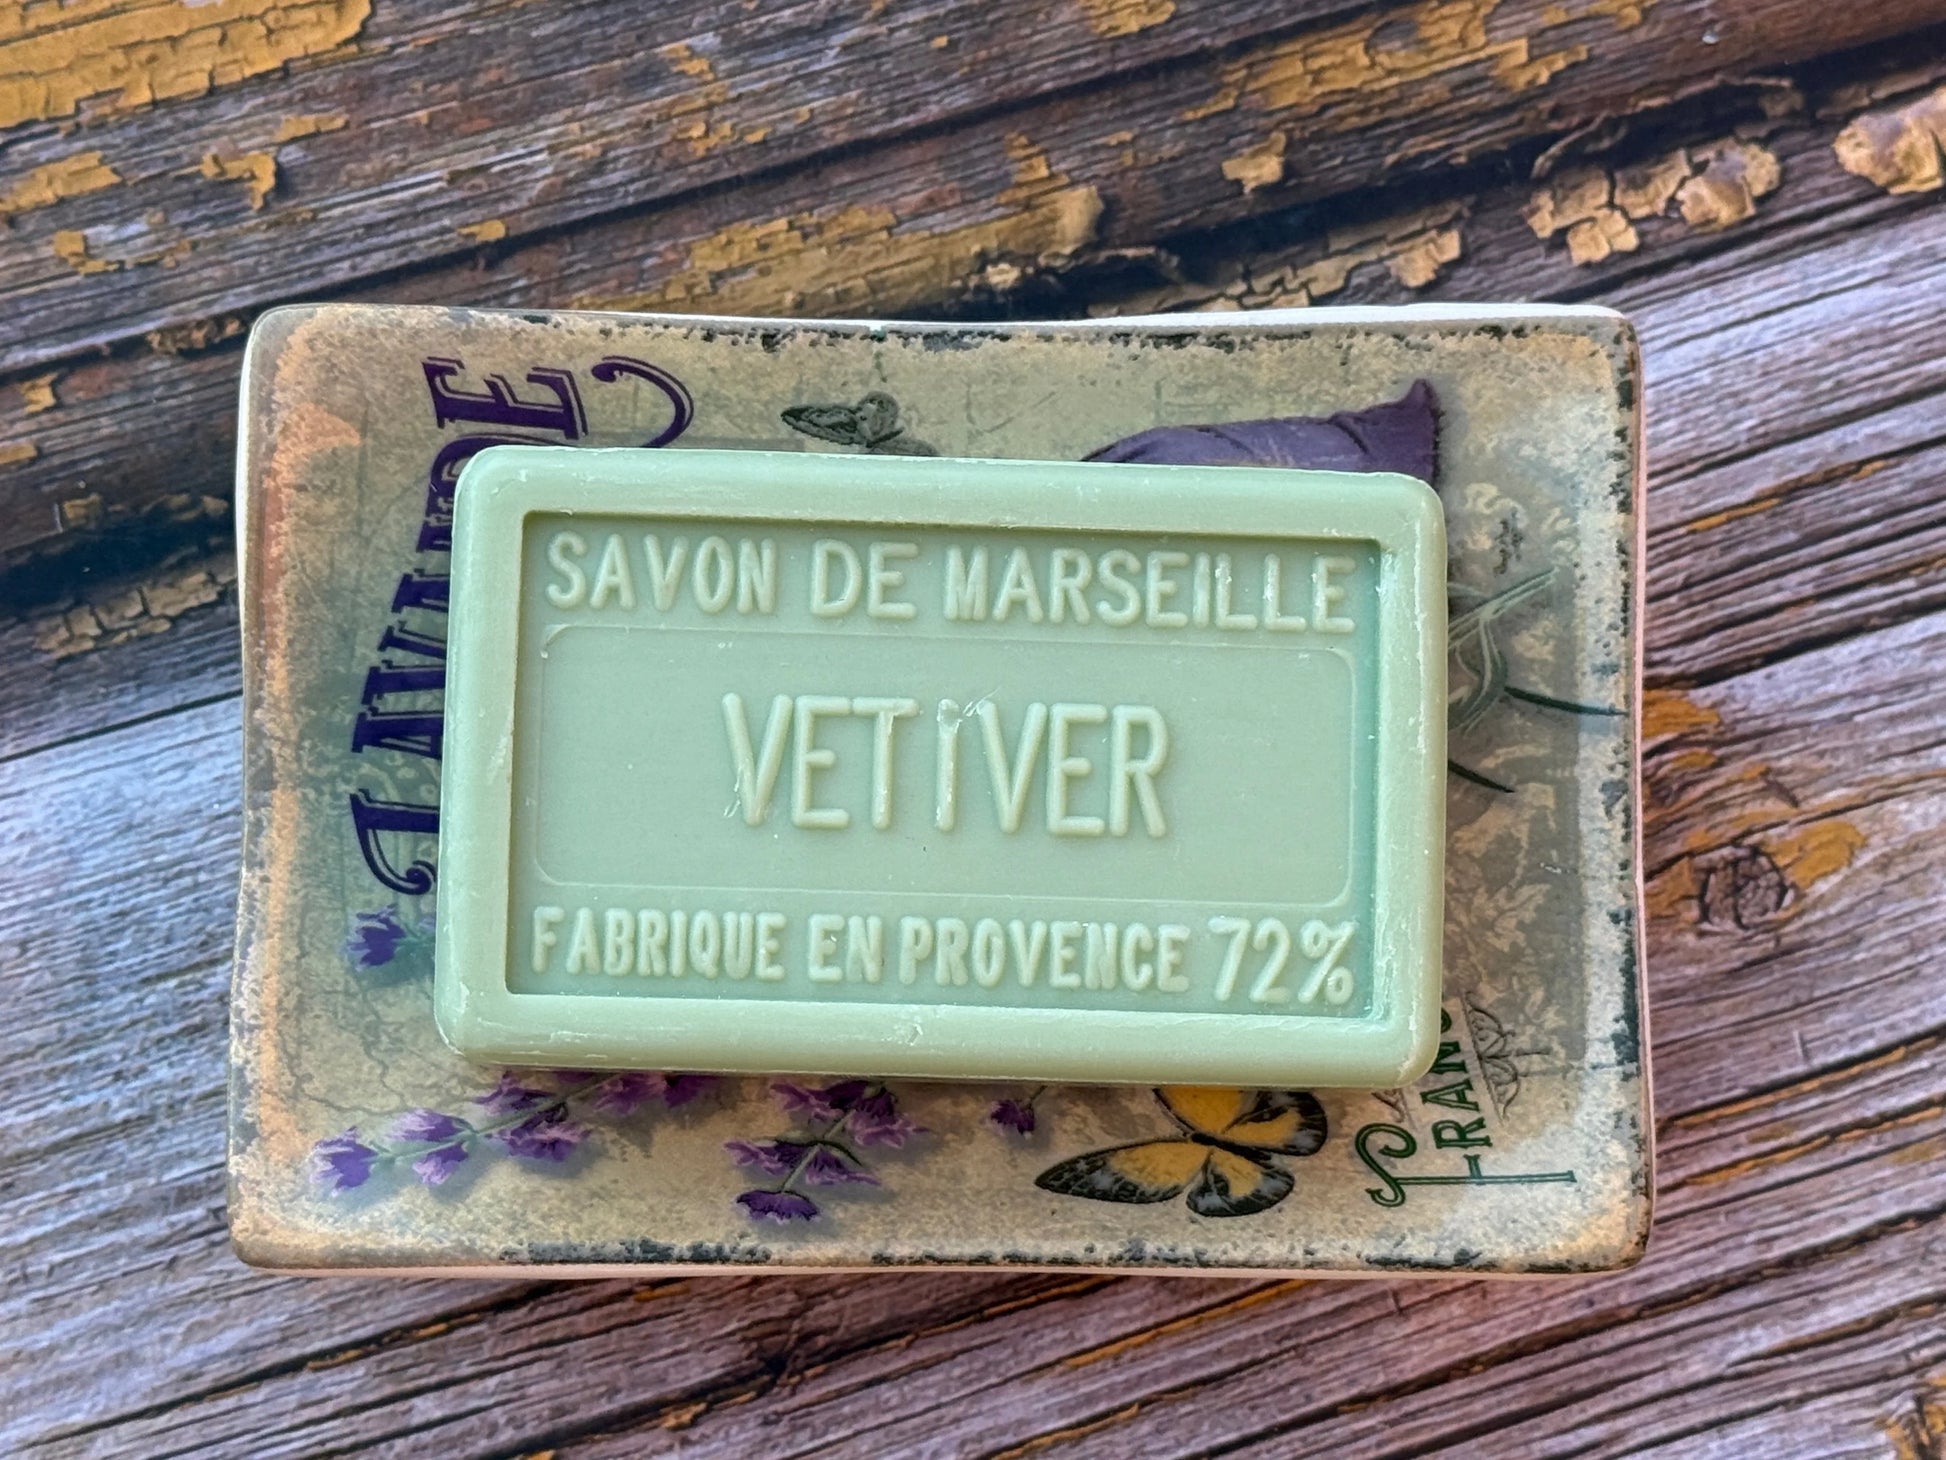 SAVON DE MARSEILLE
VETIVER
FABRIQUE EN PROVENCE 72%